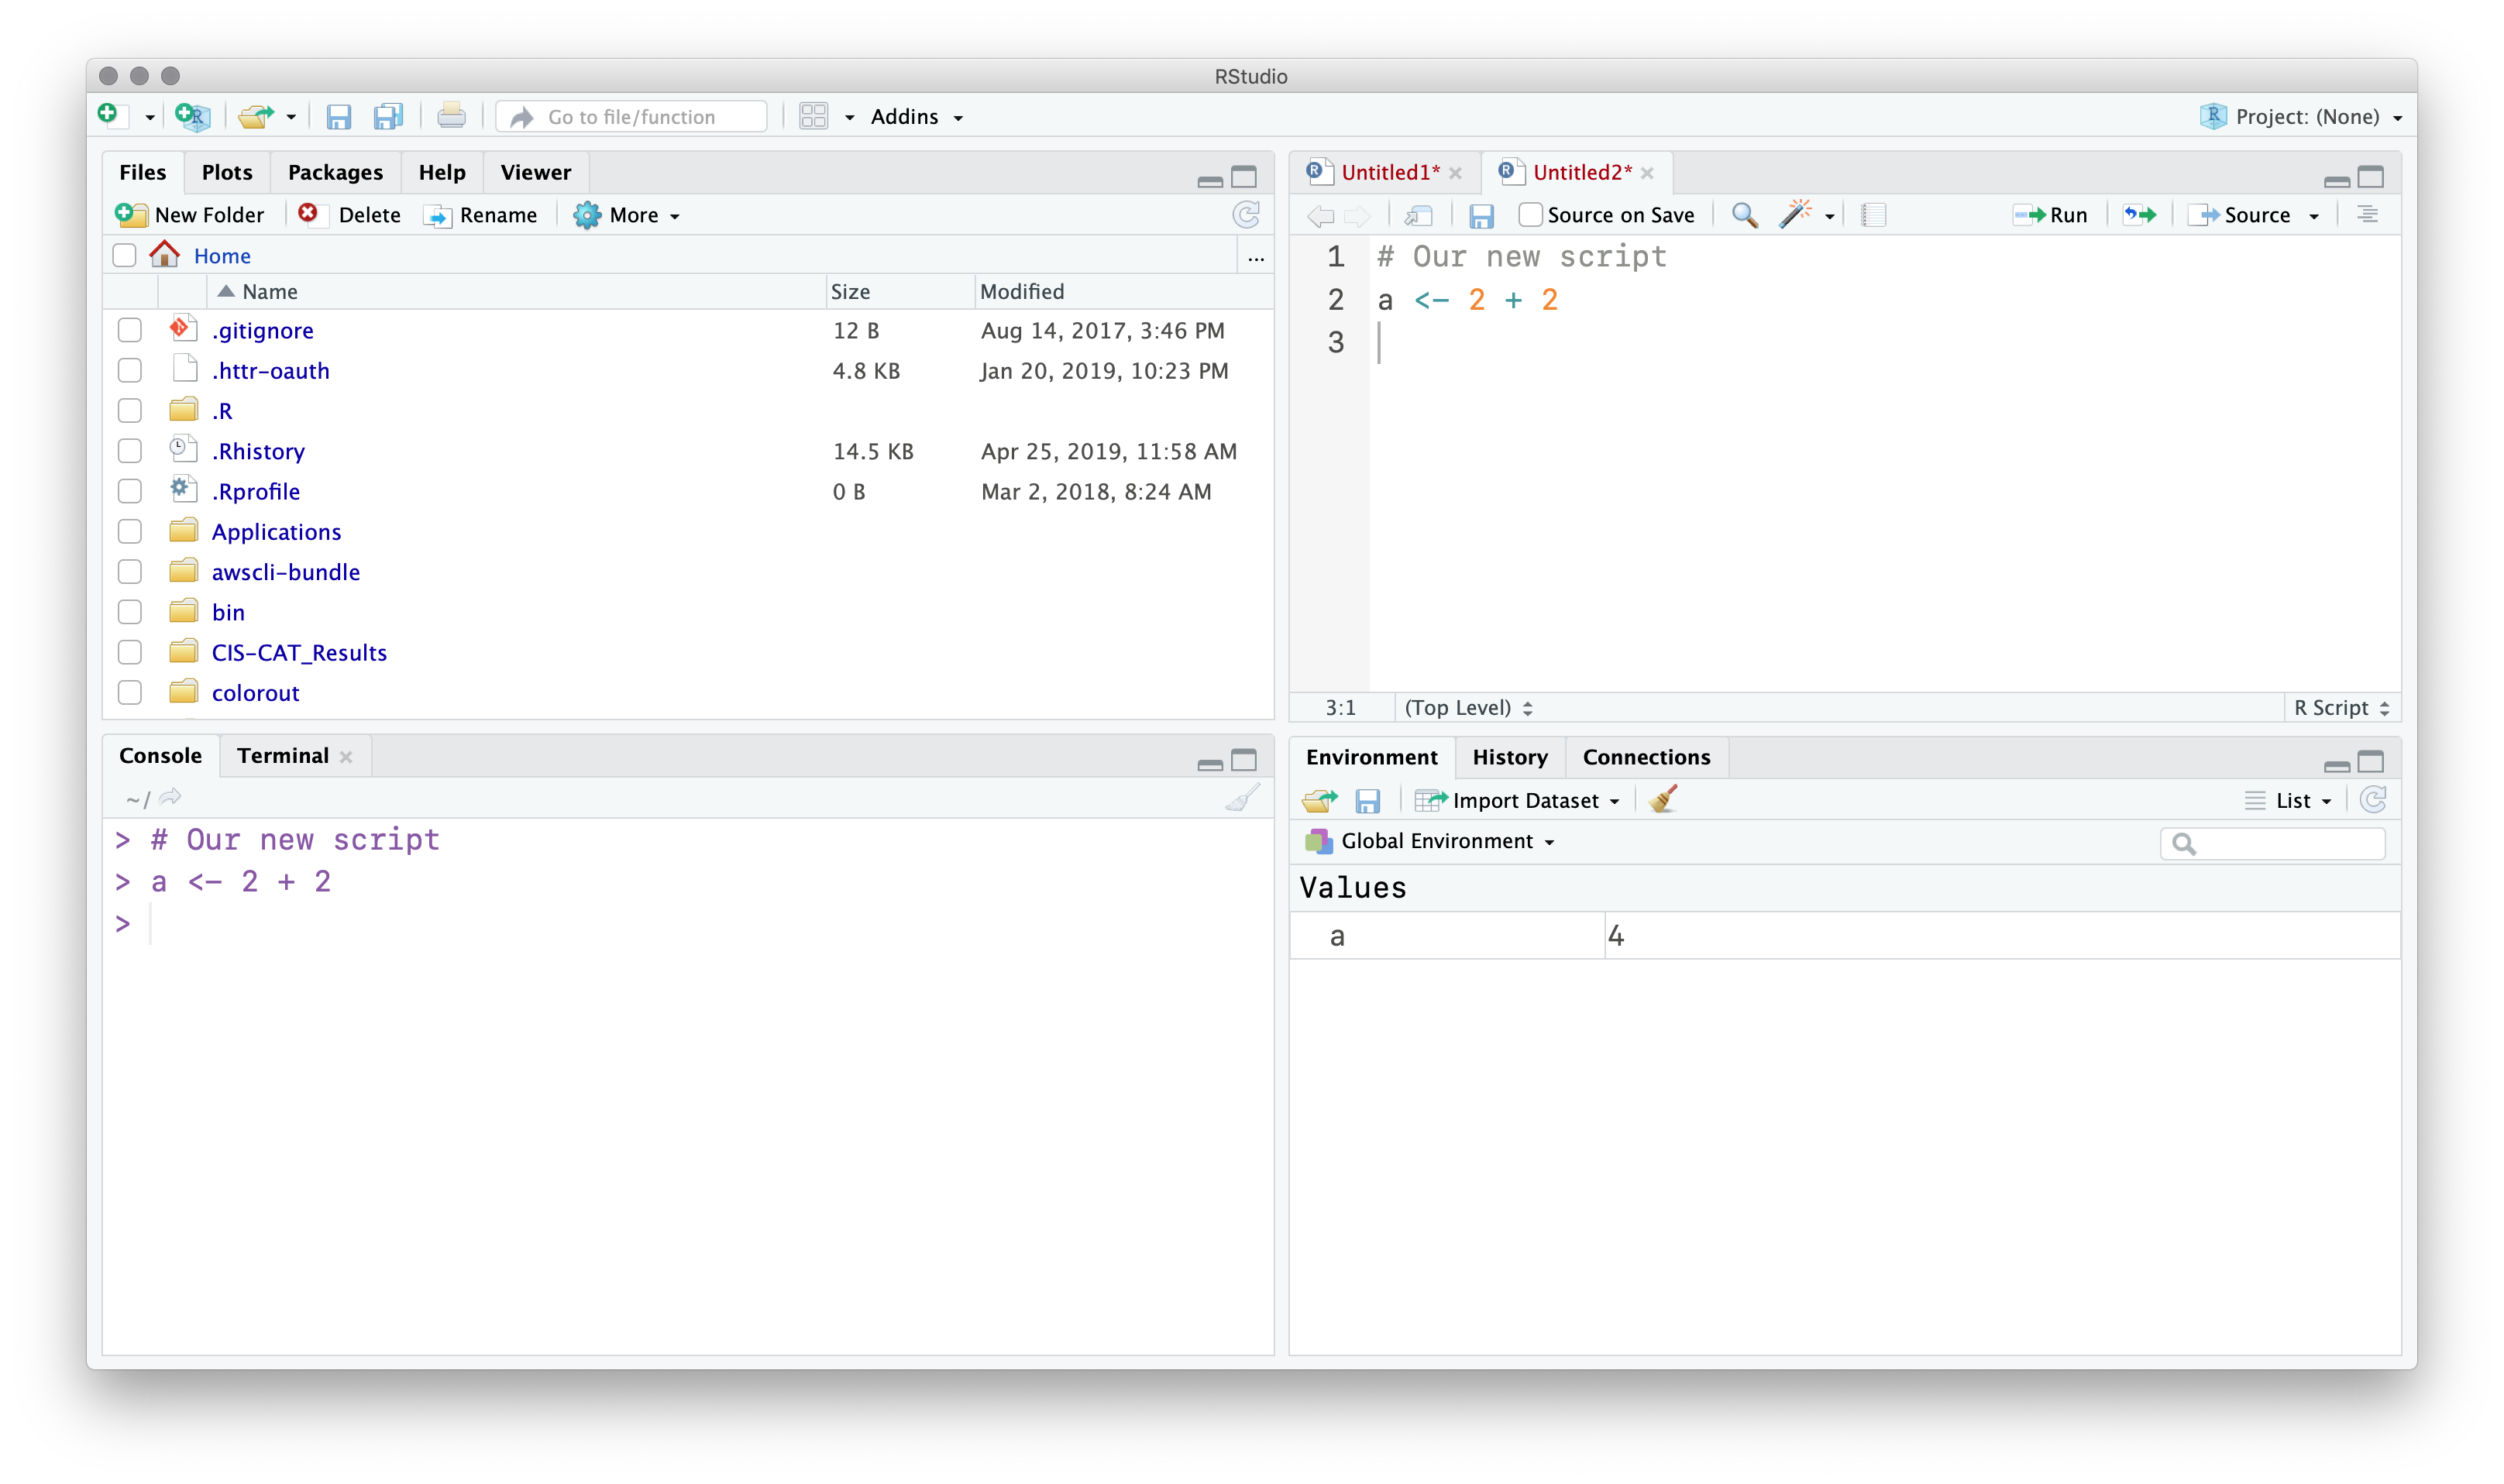 RStudio
Go to file/function Addins Project: (None)
Files Plots Packages Help Viewer
New Folder Delete Rename More
Home ...
Name Size Modified
.gitignore 12 B Aug 14, 2017, 3:46 PM
.httr-oauth 4.8 KB Jan 20, 2019, 10:23 PM
.R
.Rhistory 14.5 KB Apr 25, 2019, 11:58 AM
.Rprofile 0 B Mar 2, 2018, 8:24 AM
Applications
awscli-bundle
bin
CIS-CAT_Results
colorout
Untitled1* Untitled2*
Source on Save Run Source
1 # Our new script
2 a <- 2 + 2
3
3:1 (Top Level) R Script
Console Terminal
~/
> # Our new script
> a <- 2 + 2
>
Environment History Connections
Import Dataset List
Global Environment
Values
a 4